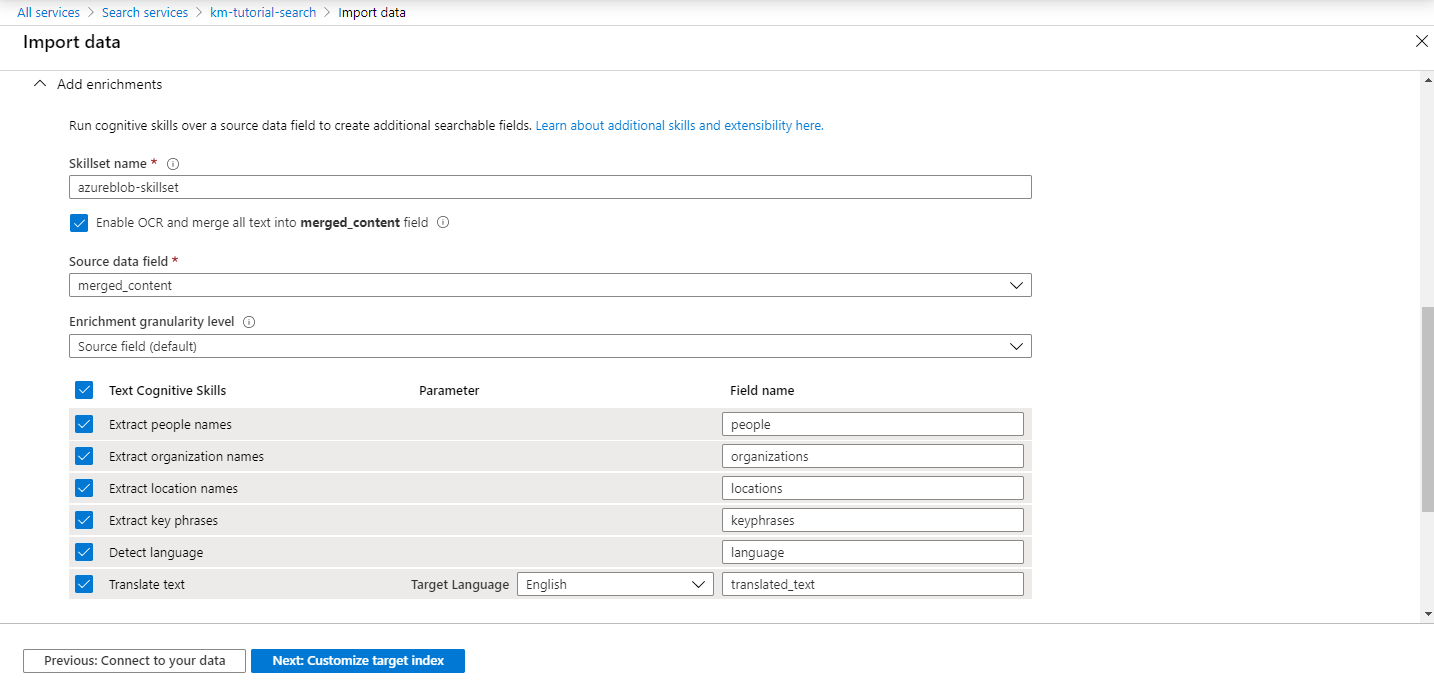 All services > Search services > km-tutorial-search > Import data
Import data
Add enrichments
Run cognitive skills over a source data field to create additional searchable fields. Learn about additional skills and extensibility here.
Skillset name *
azureblob-skillset
Enable OCR and merge all text into merged_content field
Source data field *
merged_content
Enrichment granularity level
Source field (default)
Text Cognitive Skills Parameter Field name
Extract people names people
Extract organization names organizations
Extract location names locations
Extract key phrases keyphrases
Detect language language
Translate text Target Language English translated_text
Previous: Connect to your data Next: Customize target index